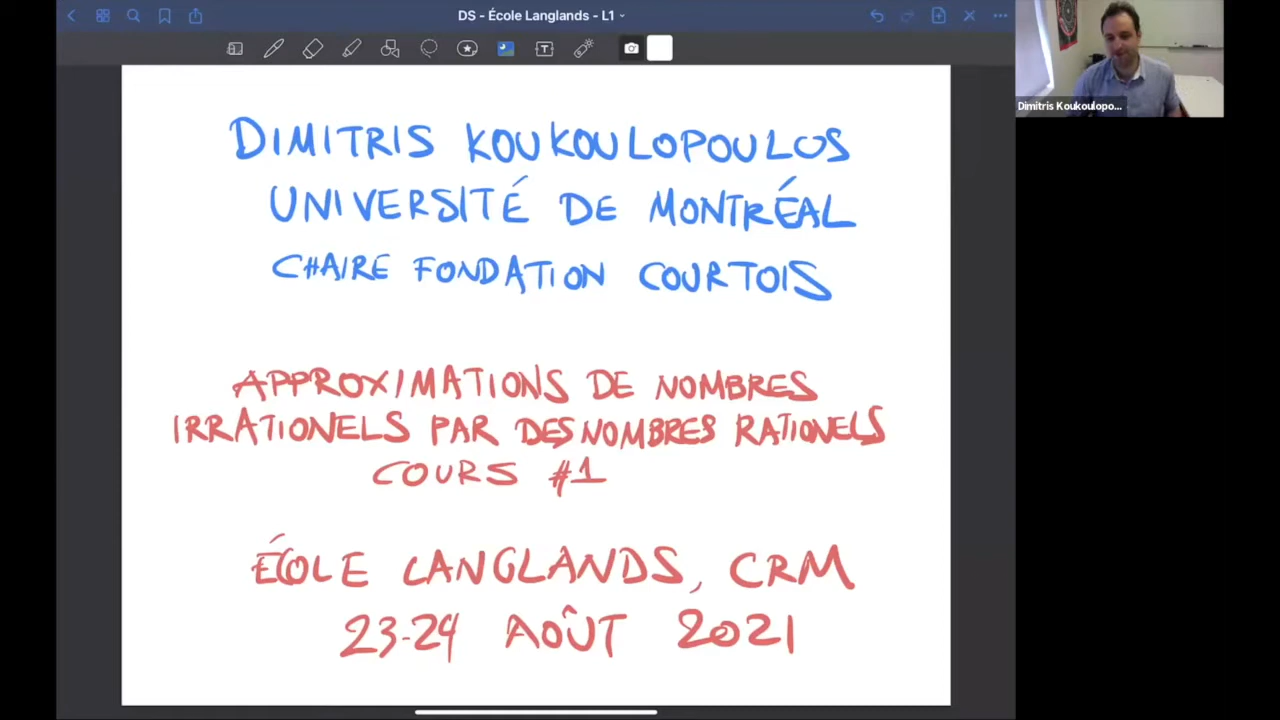 DS - École Langlands - L1
Dimitris Koukoulopo...
DIMITRIS KOUKOULOPOULOS
UNIVERSITÉ DE MONTRÉAL
CHAIRE FONDATION COURTOIS
APPROXIMATIONS DE NOMBRES
IRRATIONELS PAR DES NOMBRES RATIONELS
COURS #1
ÉCOLE LANGLANDS, CRM
23-24 AOÛT 2021